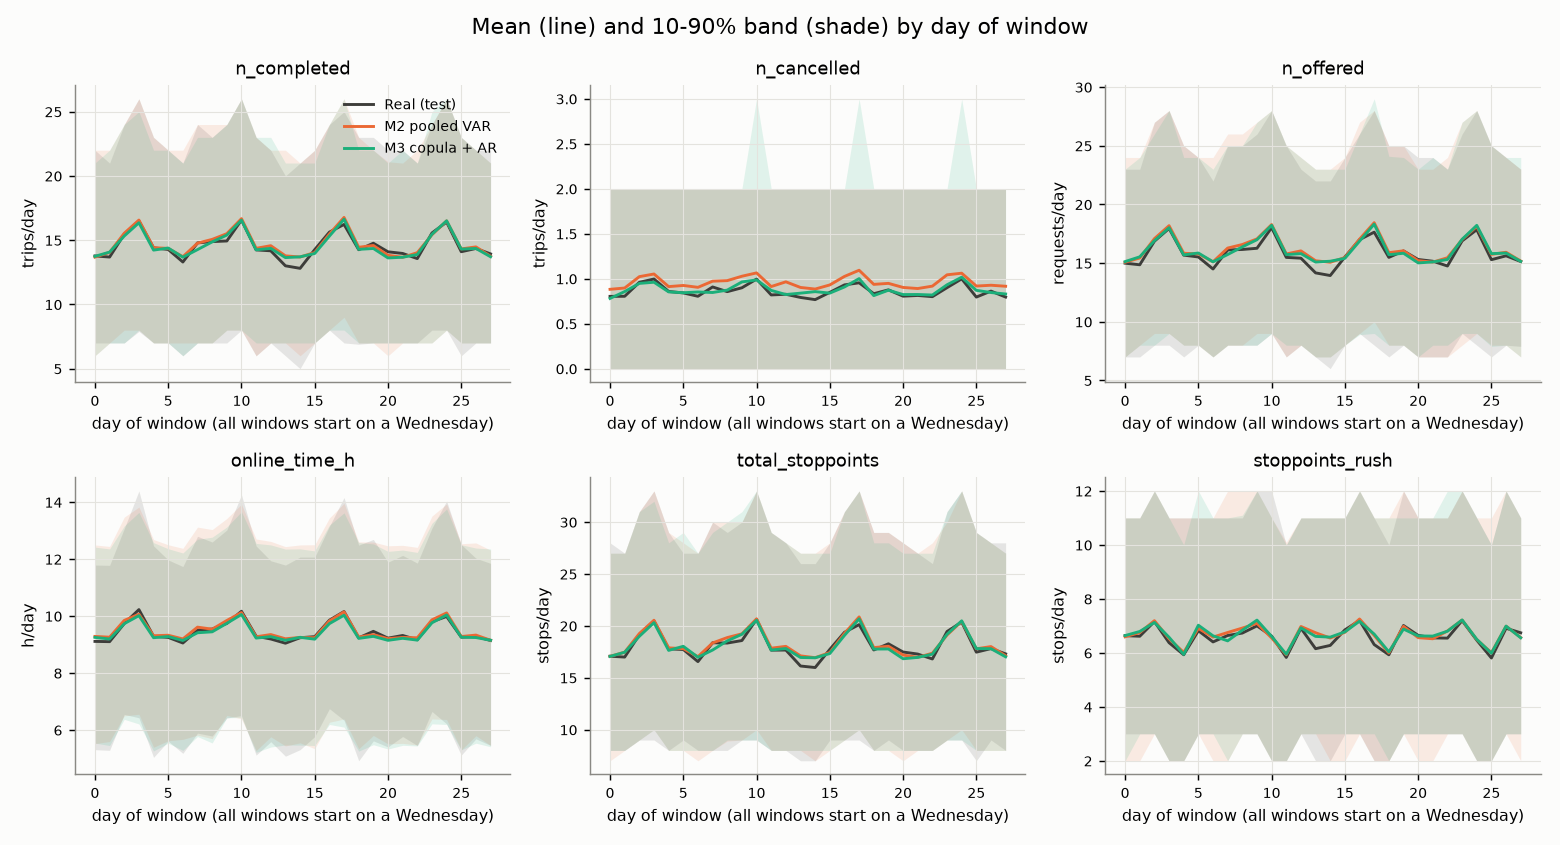 Mean (line) and 10-90% band (shade) by day of window
n_completed
trips/day
25
20
15
10
5
0 5 10 15 20 25
day of window (all windows start on a Wednesday)
Real (test)
M2 pooled VAR
M3 copula + AR
n_cancelled
trips/day
3.0
2.5
2.0
1.5
1.0
0.5
0.0
0 5 10 15 20 25
day of window (all windows start on a Wednesday)
n_offered
requests/day
30
25
20
15
10
5
0 5 10 15 20 25
day of window (all windows start on a Wednesday)
online_time_h
h/day
14
12
10
8
6
0 5 10 15 20 25
day of window (all windows start on a Wednesday)
total_stoppoints
stops/day
30
25
20
15
10
0 5 10 15 20 25
day of window (all windows start on a Wednesday)
stoppoints_rush
stops/day
12
10
8
6
4
2
0 5 10 15 20 25
day of window (all windows start on a Wednesday)